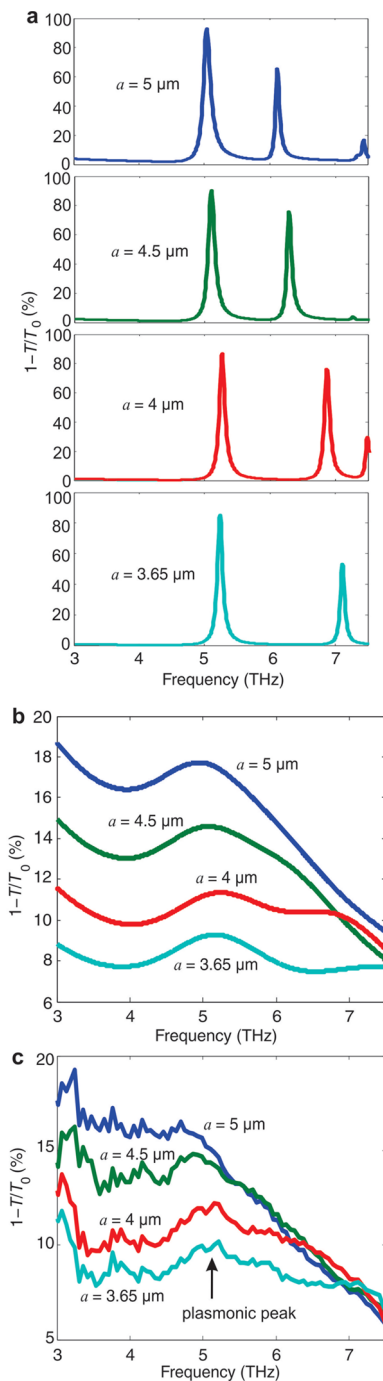 a
100
80
60
40
20
0
a = 5 µm
100
80
60
40
20
0
a = 4.5 µm
1–T/T0 (%)
100
80
60
40
20
0
a = 4 µm
100
80
60
40
20
0
a = 3.65 µm
3 4 5 6 7
Frequency (THz)
b
20
18
16
14
12
10
8
6
1–T/T0 (%)
a = 5 µm
a = 4.5 µm
a = 4 µm
a = 3.65 µm
3 4 5 6 7
Frequency (THz)
c
20
15
10
5
1–T/T0 (%)
a = 5 µm
a = 4.5 µm
a = 4 µm
a = 3.65 µm
plasmonic peak
3 4 5 6 7
Frequency (THz)